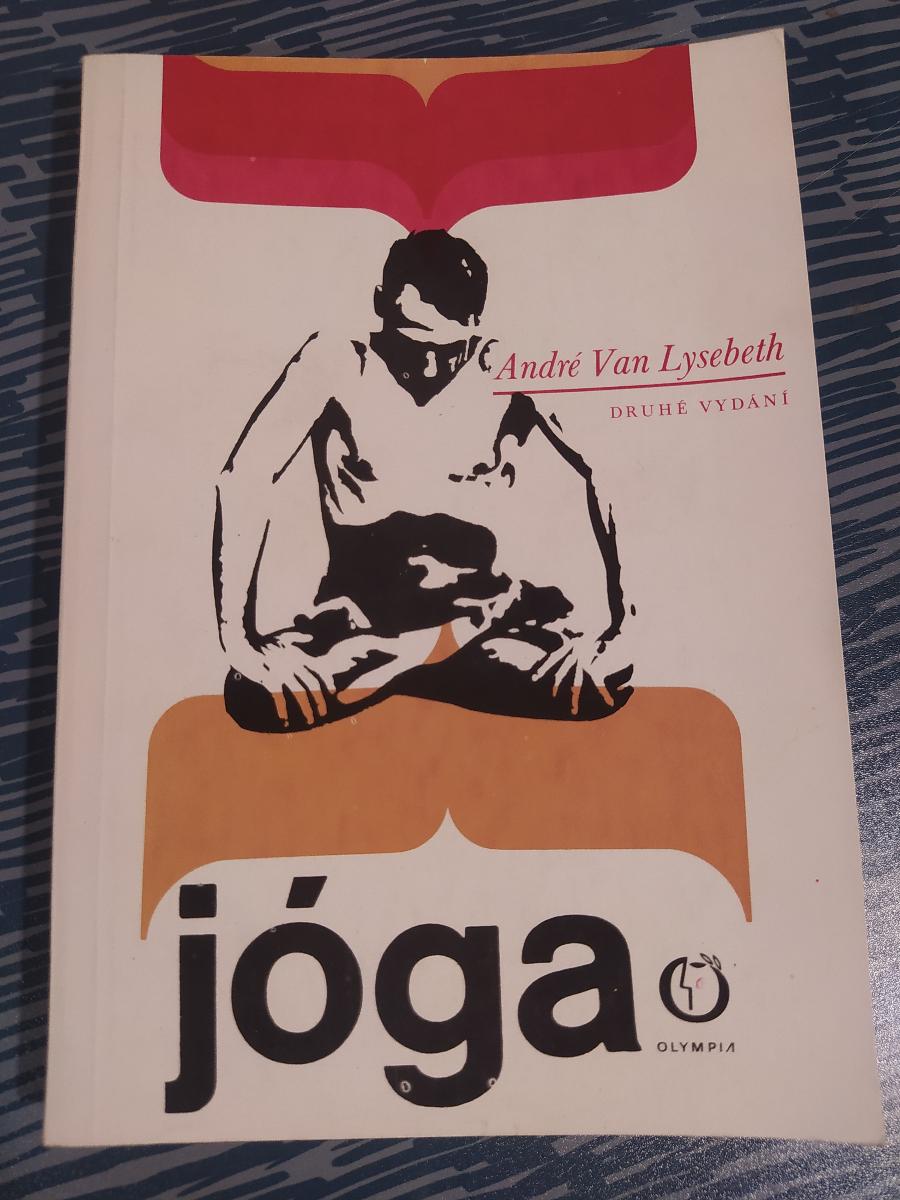 André Van Lysebeth
DRUHÉ VYDÁNÍ
jóga
OLYMPIA